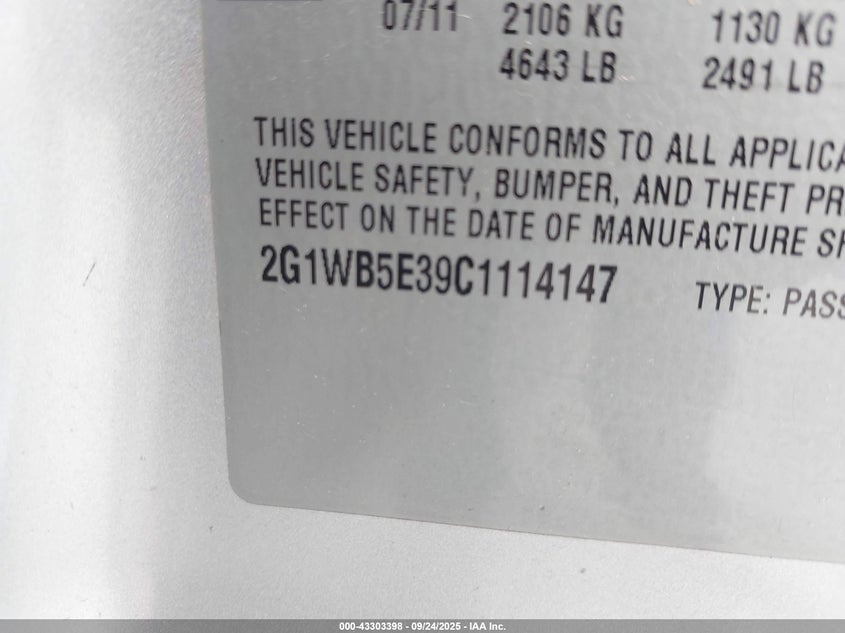 07/11 2106 KG 1130 KG
4643 LB 2491 LB
THIS VEHICLE CONFORMS TO ALL APPLICA
VEHICLE SAFETY, BUMPER, AND THEFT PR
EFFECT ON THE DATE OF MANUFACTURE SH
2G1WB5E39C1114147 TYPE: PASS
000-43303398 - 09/24/2025 - IAA Inc.